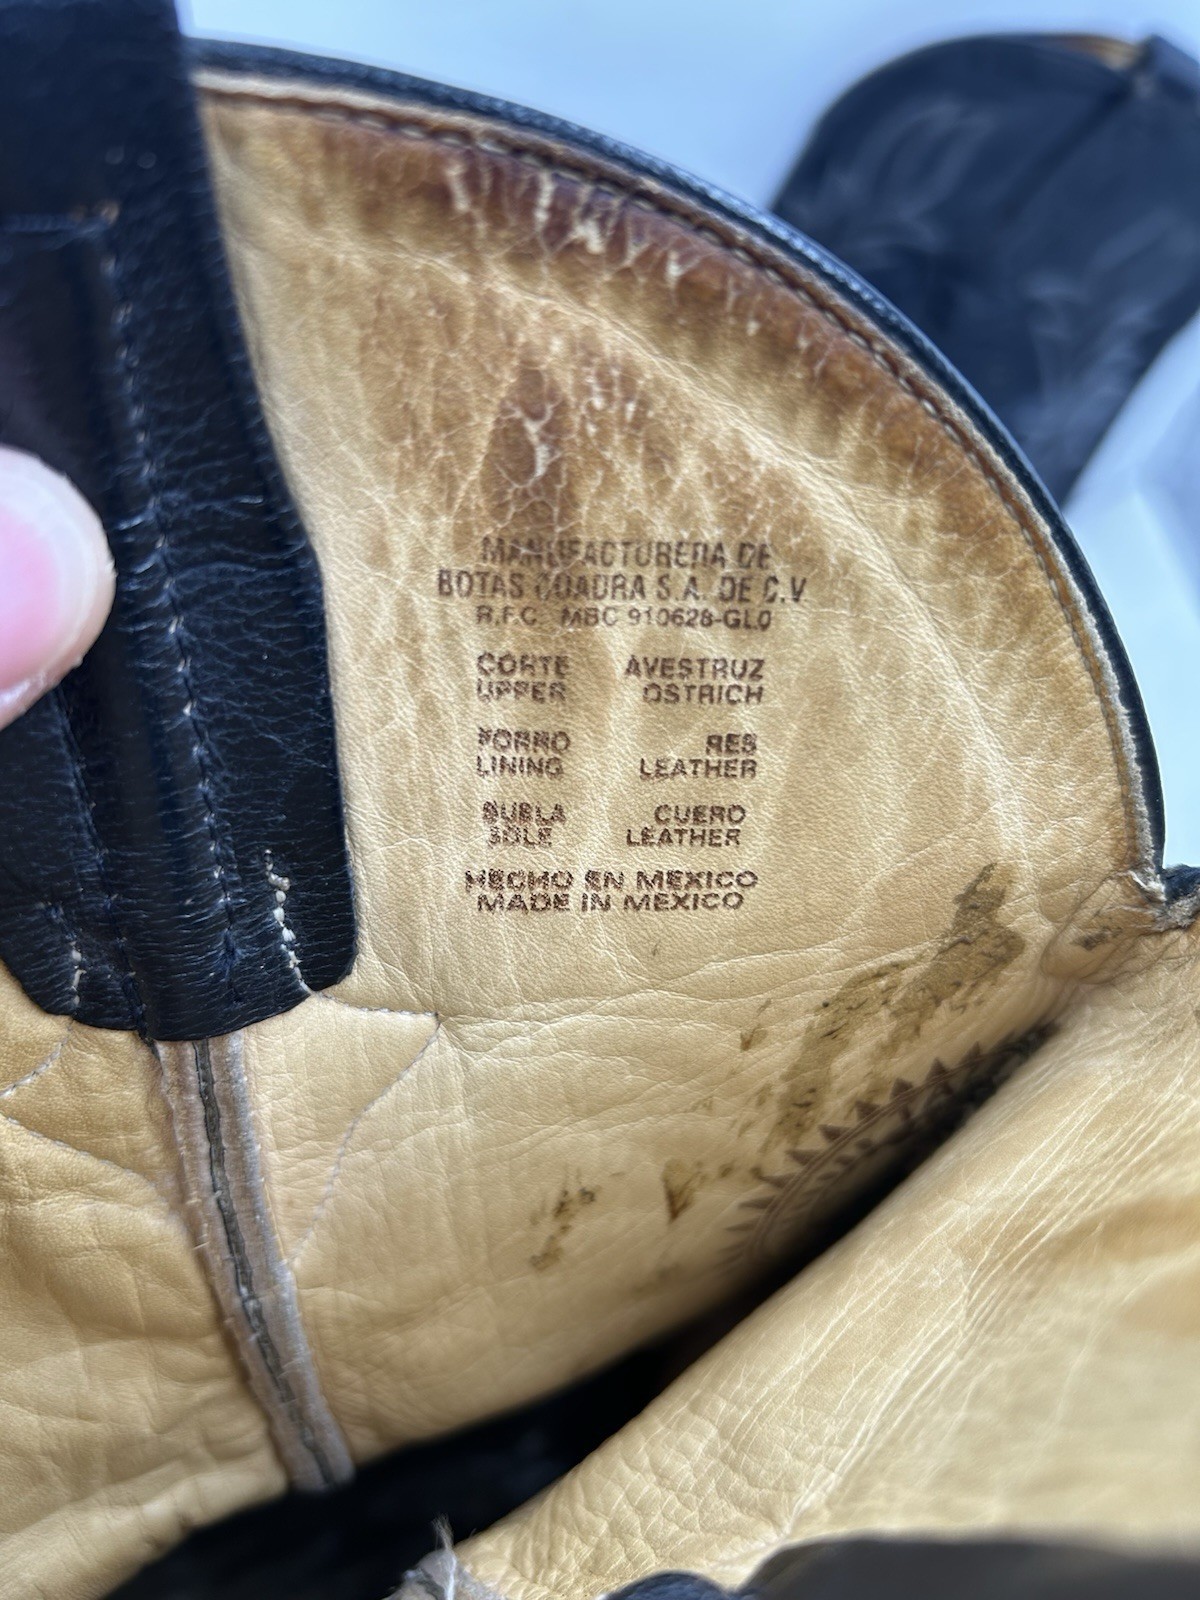 MANUFACTURERA DE
BOTAS CUADRA S.A. DE C.V
R.F.C MBC 910628-GL0
CORTE AVESTRUZ
UPPER OSTRICH
FORRO RES
LINING LEATHER
SUELA CUERO
SOLE LEATHER
HECHO EN MEXICO
MADE IN MEXICO